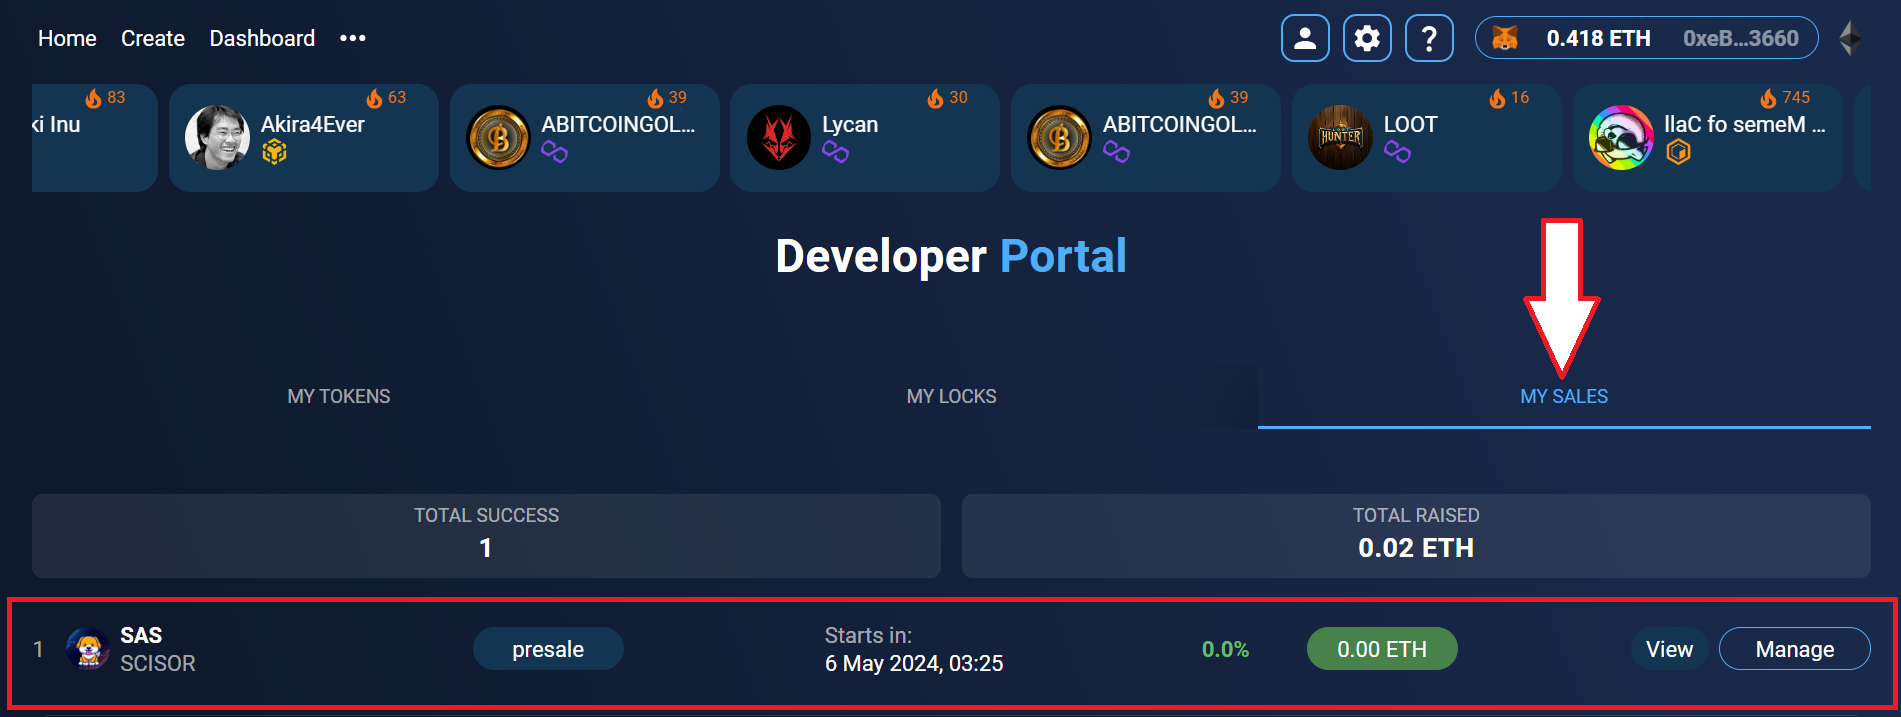 Home Create Dashboard ••• ? 0.418 ETH 0xeB...3660
83 63 39 30 39 16 745
ki Inu Akira4Ever ABITCOINGOL... Lycan ABITCOINGOL... LOOT llaC fo semeM ...
LOOT
HUNTER
Developer Portal
MY TOKENS MY LOCKS MY SALES
TOTAL SUCCESS TOTAL RAISED
1 0.02 ETH
1 SAS presale Starts in: 0.0% 0.00 ETH View Manage
SCISOR 6 May 2024, 03:25